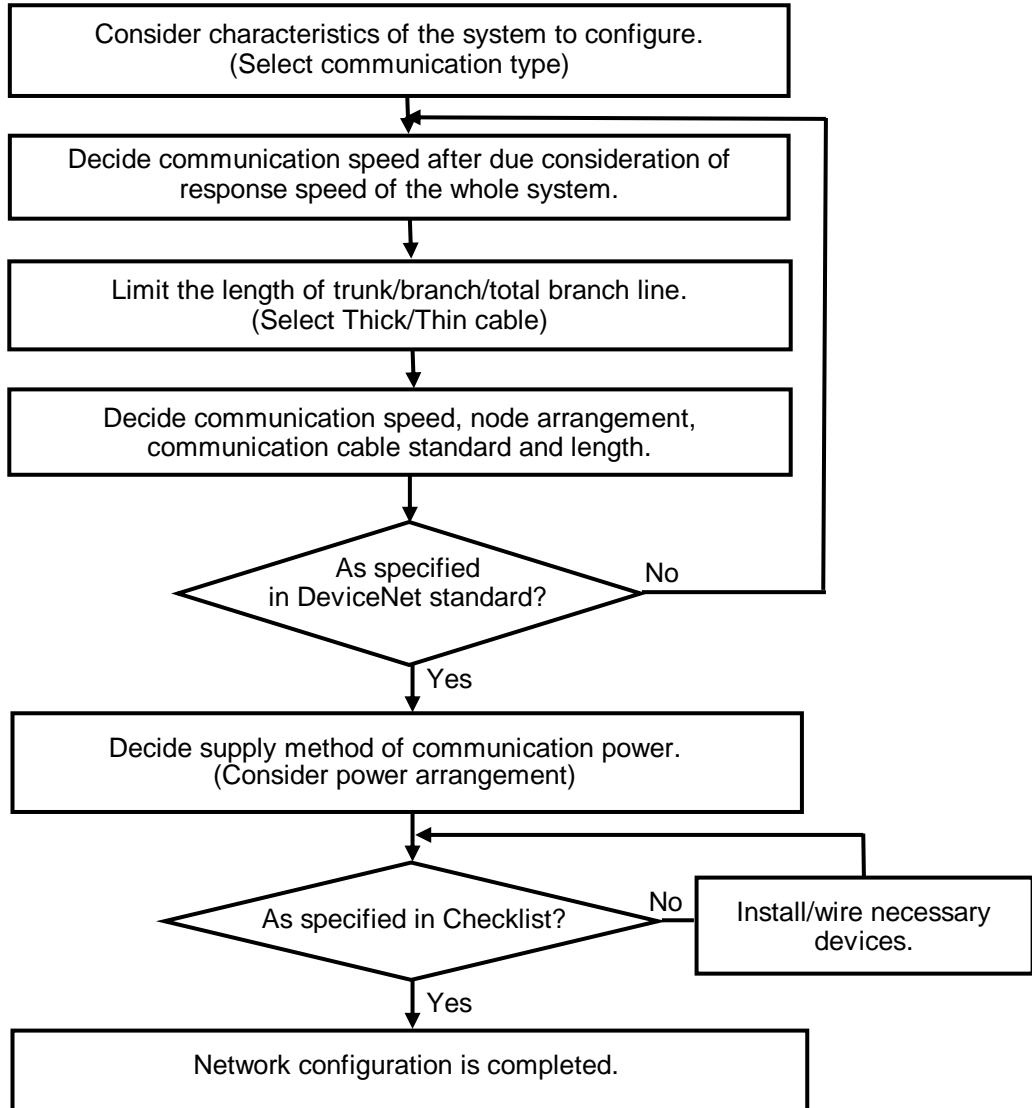 Consider characteristics of the system to configure.
(Select communication type)
Decide communication speed after due consideration of
response speed of the whole system.
Limit the length of trunk/branch/total branch line.
(Select Thick/Thin cable)
Decide communication speed, node arrangement,
communication cable standard and length.
As specified
in DeviceNet standard?
No
Yes
Decide supply method of communication power.
(Consider power arrangement)
As specified in Checklist?
No
Install/wire necessary
devices.
Yes
Network configuration is completed.